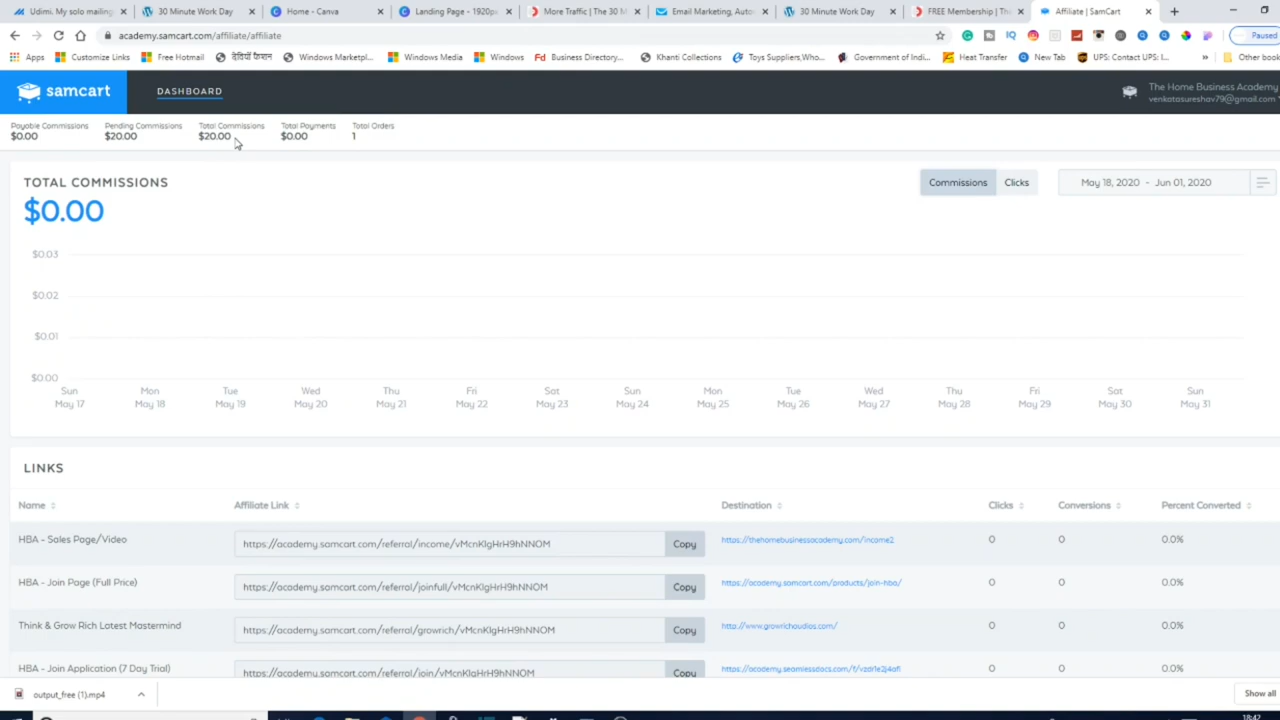 Udimi. My solo mailing
30 Minute Work Day
Home - Canva
Landing Page - 1920p
More Traffic | The 30 M
Email Marketing, Auto
30 Minute Work Day
FREE Membership | Th
Affiliate | SamCart
academy.samcart.com/affiliate/affiliate
Paused
Apps
Customize Links
Free Hotmail
देवियों फैशन
Windows Marketpl...
Windows Media
Windows
Business Directory...
Khanti Collections
Toys Suppliers,Who...
Government of Indi...
Heat Transfer
New Tab
UPS: Contact UPS: I...
»
Other book
samcart
DASHBOARD
The Home Business Academy
venkatasureshav79@gmail.com
Payable Commissions
$0.00
Pending Commissions
$20.00
Total Commissions
$20.00
Total Payments
$0.00
Total Orders
1
TOTAL COMMISSIONS
$0.00
Commissions
Clicks
May 18, 2020 - Jun 01, 2020
$0.03
$0.02
$0.01
$0.00
Sun Mon Tue Wed Thu Fri Sat Sun Mon Tue Wed Thu Fri Sat Sun
May 17 May 18 May 19 May 20 May 21 May 22 May 23 May 24 May 25 May 26 May 27 May 28 May 29 May 30 May 31
LINKS
Name Affiliate Link Destination Clicks Conversions Percent Converted
HBA - Sales Page/Video https://academy.samcart.com/referral/income/vMcnKlgHrH9hNNOM Copy https://thehomebusinessacademy.com/income2 0 0 0.0%
HBA - Join Page (Full Price) https://academy.samcart.com/referral/joinfull/vMcnKlgHrH9hNNOM Copy https://academy.samcart.com/products/join-hba/ 0 0 0.0%
Think & Grow Rich Latest Mastermind https://academy.samcart.com/referral/growrich/vMcnKlgHrH9hNNOM Copy http://www.growrichaudios.com/ 0 0 0.0%
HBA - Join Application (7 Day Trial) https://academy.samcart.com/referral/join/vMcnKlgHrH9hNNOM Copy https://academy.seamlessdocs.com/f/vzdr1e2j4afl 0 0 0.0%
output_free (1).mp4
Show all
18:42